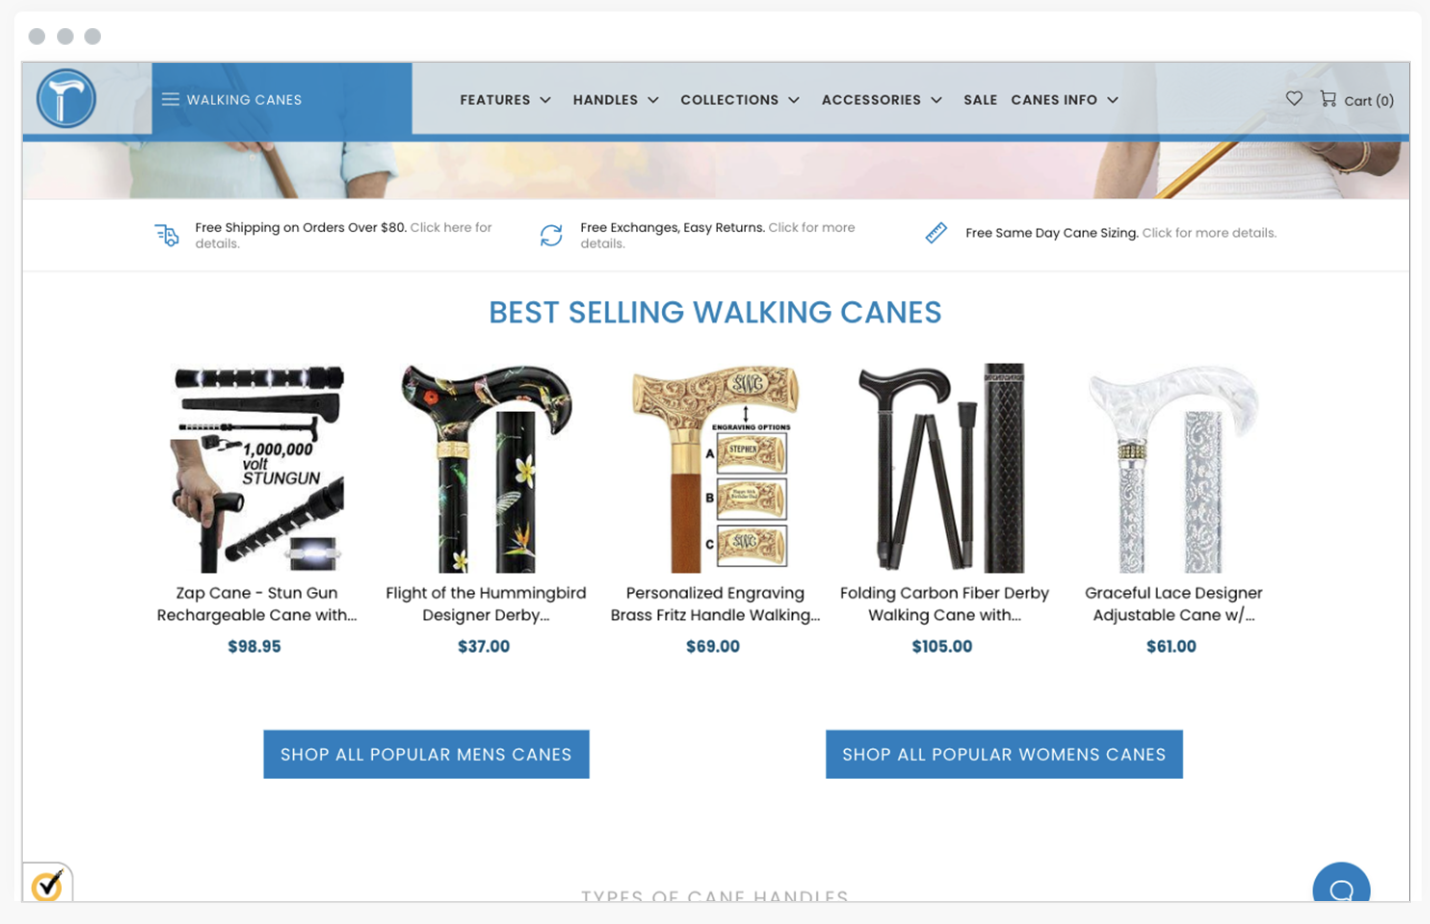 WALKING CANES
FEATURES
HANDLES
COLLECTIONS
ACCESSORIES
SALE
CANES INFO
Cart (0)
Free Shipping on Orders Over $80. Click here for
details.
Free Exchanges, Easy Returns. Click for more
details.
Free Same Day Cane Sizing. Click for more details.
BEST SELLING WALKING CANES
1,000,000
volt
STUNGUN
SWC
ENGRAVING OPTIONS
A
STEPHEN
B
C
SWC
Zap Cane - Stun Gun
Rechargeable Cane with...
$98.95
Flight of the Hummingbird
Designer Derby...
$37.00
Personalized Engraving
Brass Fritz Handle Walking...
$69.00
Folding Carbon Fiber Derby
Walking Cane with...
$105.00
Graceful Lace Designer
Adjustable Cane w/...
$61.00
SHOP ALL POPULAR MENS CANES
SHOP ALL POPULAR WOMENS CANES
TYPES OF CANE HANDLES